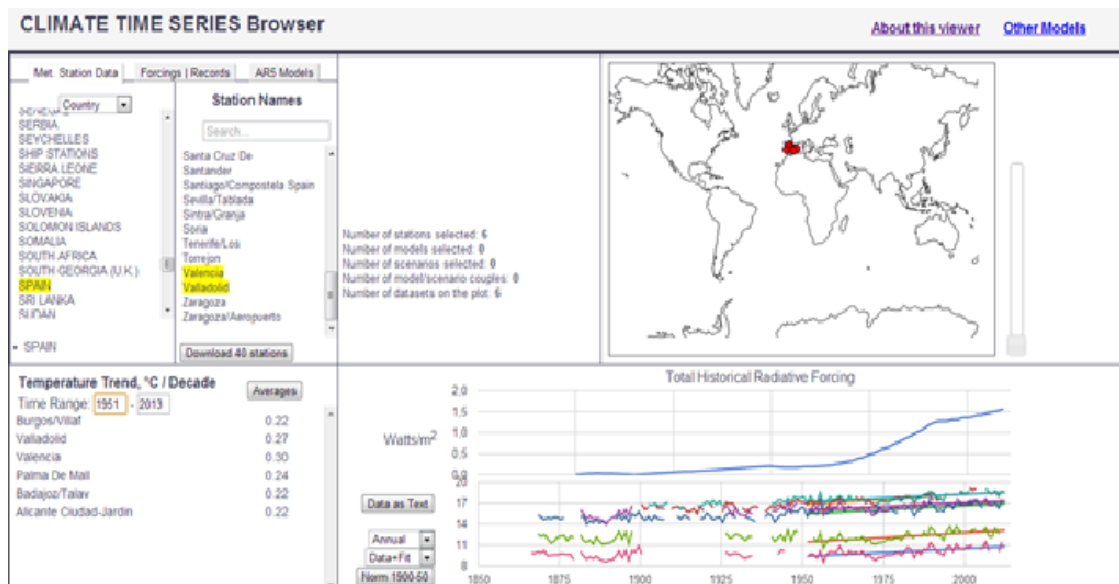 CLIMATE TIME SERIES Browser
About this viewer
Other Models
Met. Station Data
Forcings | Records
AR5 Models
Country
SERBIA
SEYCHELLES
SHIP STATIONS
SIERRA LEONE
SINGAPORE
SLOVAKIA
SLOVENIA
SOLOMON ISLANDS
SOMALIA
SOUTH AFRICA
SOUTH GEORGIA (U.K.)
SPAIN
SRI LANKA
SUDAN
- SPAIN
Station Names
Search...
Santa Cruz De
Santander
Santiago/Compostela Spain
Sevilla/Tablada
Sintra/Granja
Soria
Tenerife/Los
Torrejon
Valencia
Valladolid
Zaragoza
Zaragoza/Aeropuerto
Download 40 stations
Number of stations selected: 6
Number of models selected: 0
Number of scenarios selected: 0
Number of model/scenario couples: 0
Number of datasets on the plot: 6
Temperature Trend, °C / Decade
Averages
Time Range: 1951 - 2013
Burgos/Villaf 0.22
Valladolid 0.27
Valencia 0.30
Palma De Mall 0.24
Badajoz/Talav 0.22
Alicante Ciudad-Jardin 0.22
Total Historical Radiative Forcing
Watts/m²
2.0
1.5
1.0
0.5
0.0
20
17
14
11
8
Data as Text
Annual
Data+Fit
Norm 1900-50
1850 1875 1900 1925 1950 1975 2000